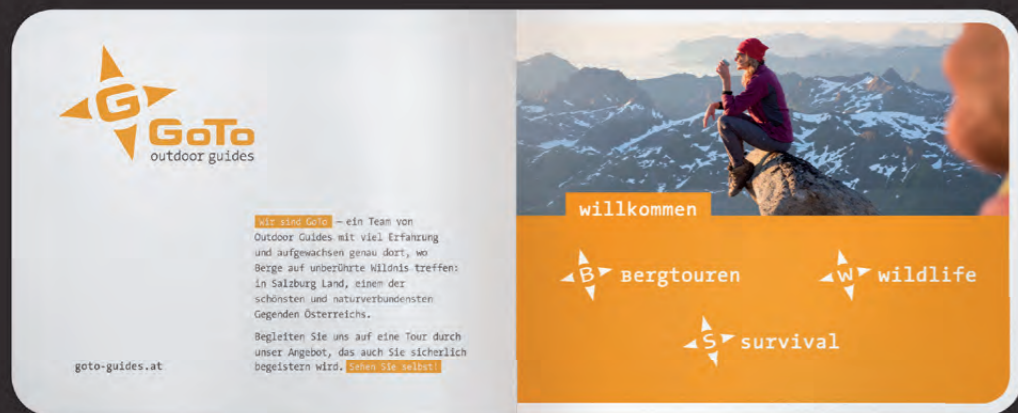 G
GoTo
outdoor guides
Wir sind GoTo — ein Team von
Outdoor Guides mit viel Erfahrung
und aufgewachsen genau dort, wo
Berge auf unberührte Wildnis treffen:
in Salzburg Land, einem der
schönsten und naturverbundensten
Gegenden Österreichs.
Begleiten Sie uns auf eine Tour durch
unser Angebot, das auch Sie sicherlich
begeistern wird. Sehen Sie selbst!
goto-guides.at
willkommen
B Bergtouren
W wildlife
S survival